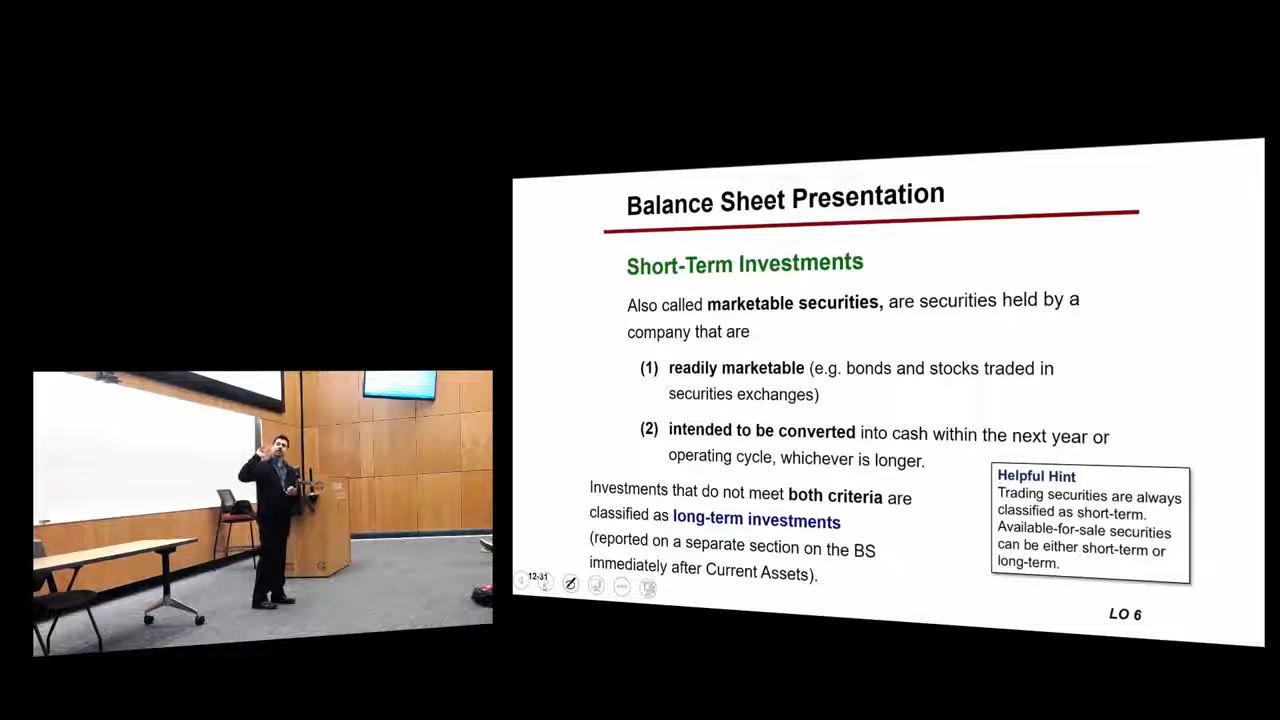 Balance Sheet Presentation
Short-Term Investments
Also called marketable securities, are securities held by a
company that are
(1) readily marketable (e.g. bonds and stocks traded in
securities exchanges)
(2) intended to be converted into cash within the next year or
operating cycle, whichever is longer.
Investments that do not meet both criteria are
classified as long-term investments
(reported on a separate section on the BS
immediately after Current Assets).
Helpful Hint
Trading securities are always
classified as short-term.
Available-for-sale securities
can be either short-term or
long-term.
12-31
LO 6